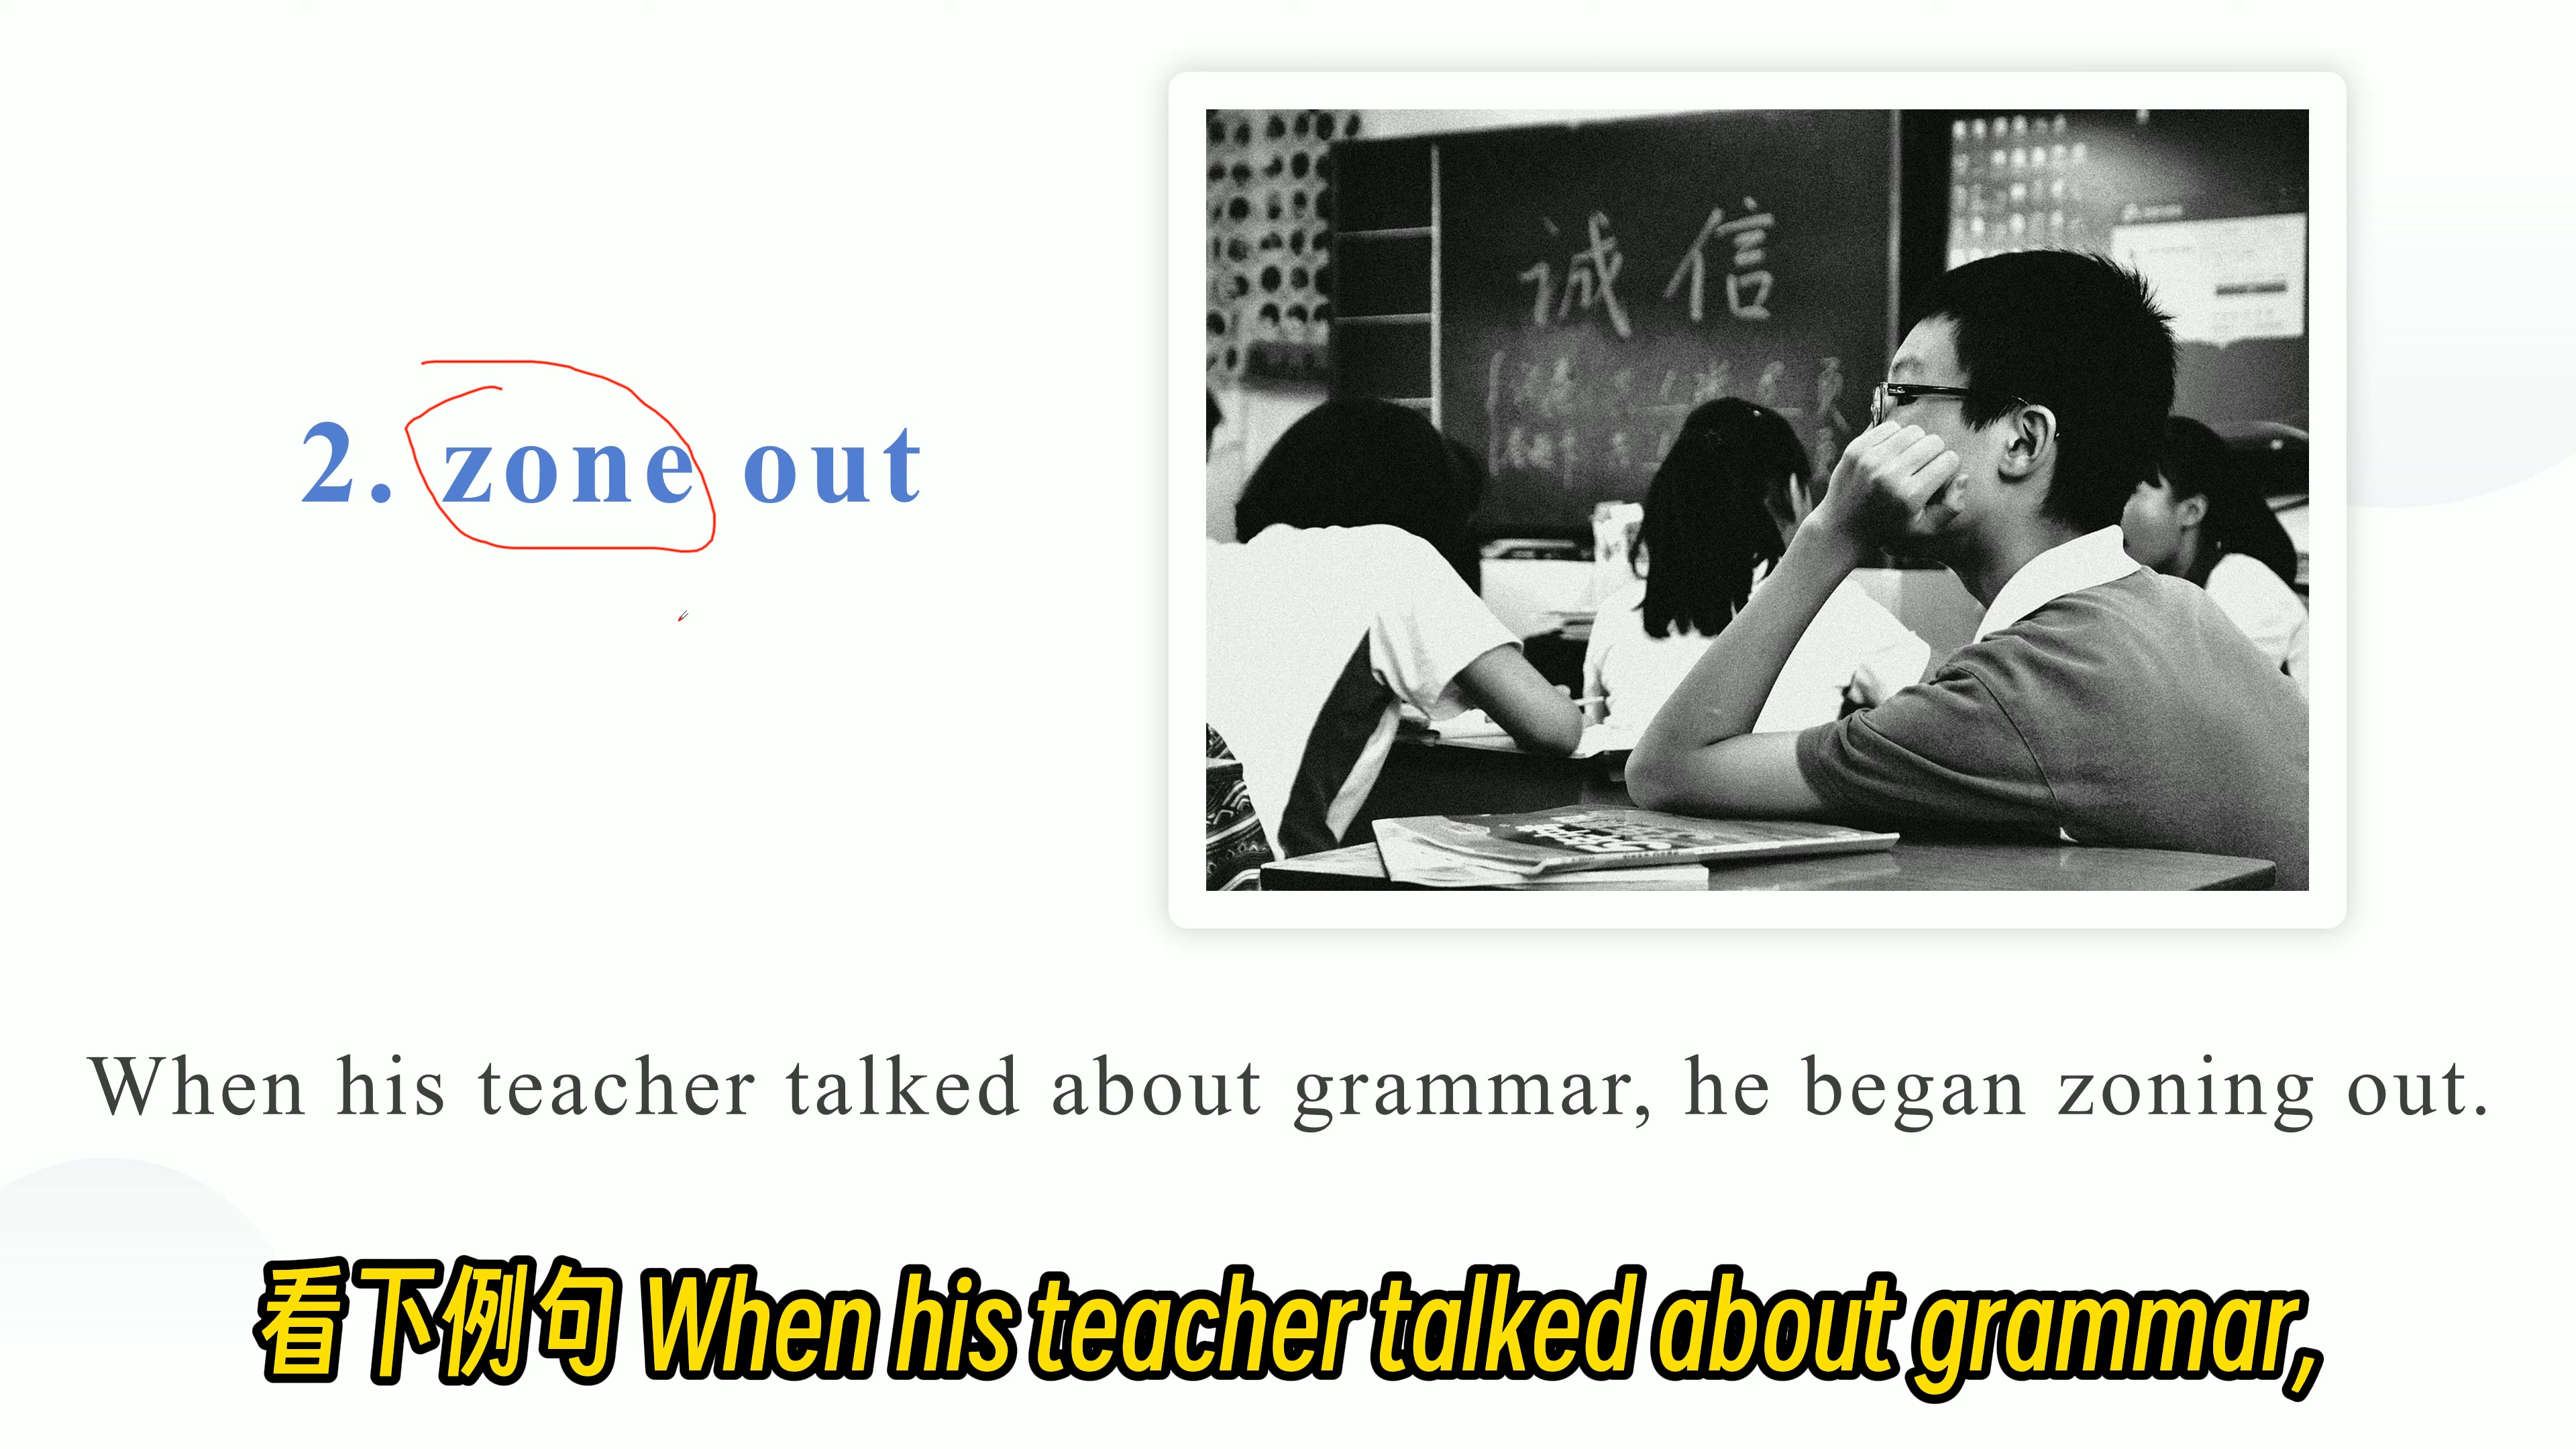 2. zone out
誠信
When his teacher talked about grammar, he began zoning out.
看下例句 When his teacher talked about grammar,